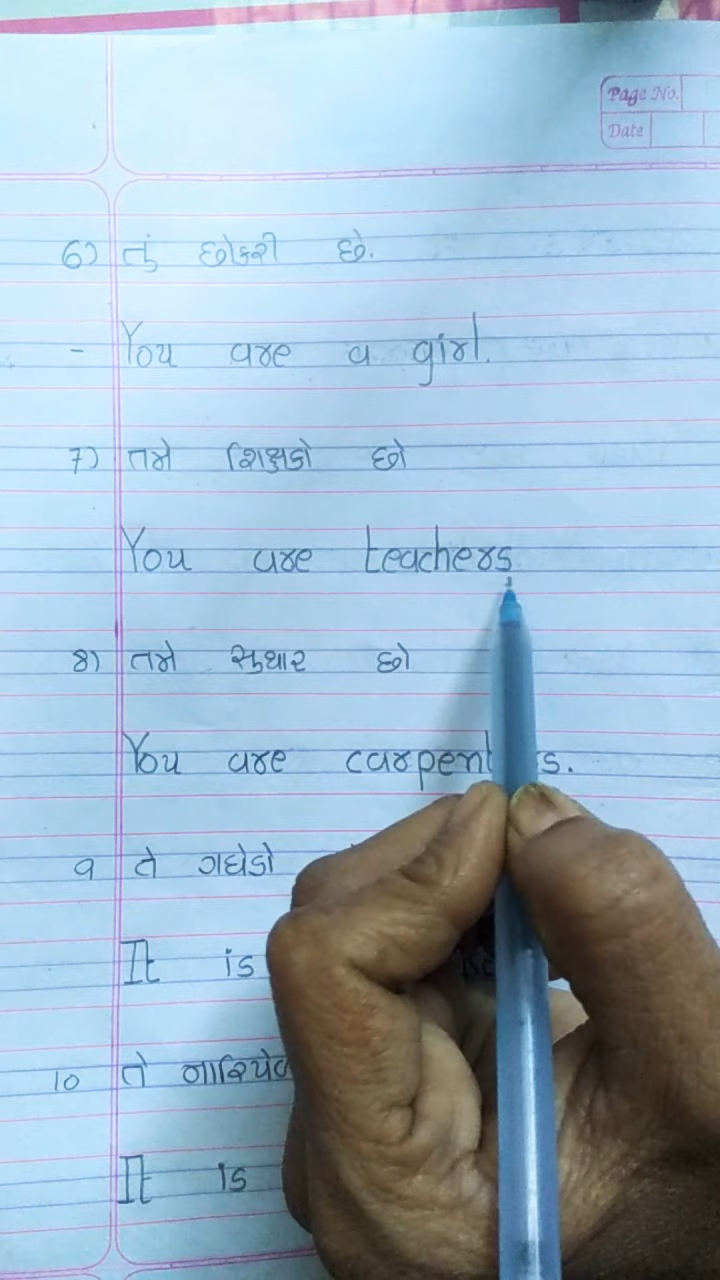 Page No.
Date
6) તું છોકરી છે.
- You are a girl.
7) તમે શિક્ષકો છો
You are teachers.
8) તમે સુથાર છો
You are
9 તે ગધેડો
It is
10 તે
It is